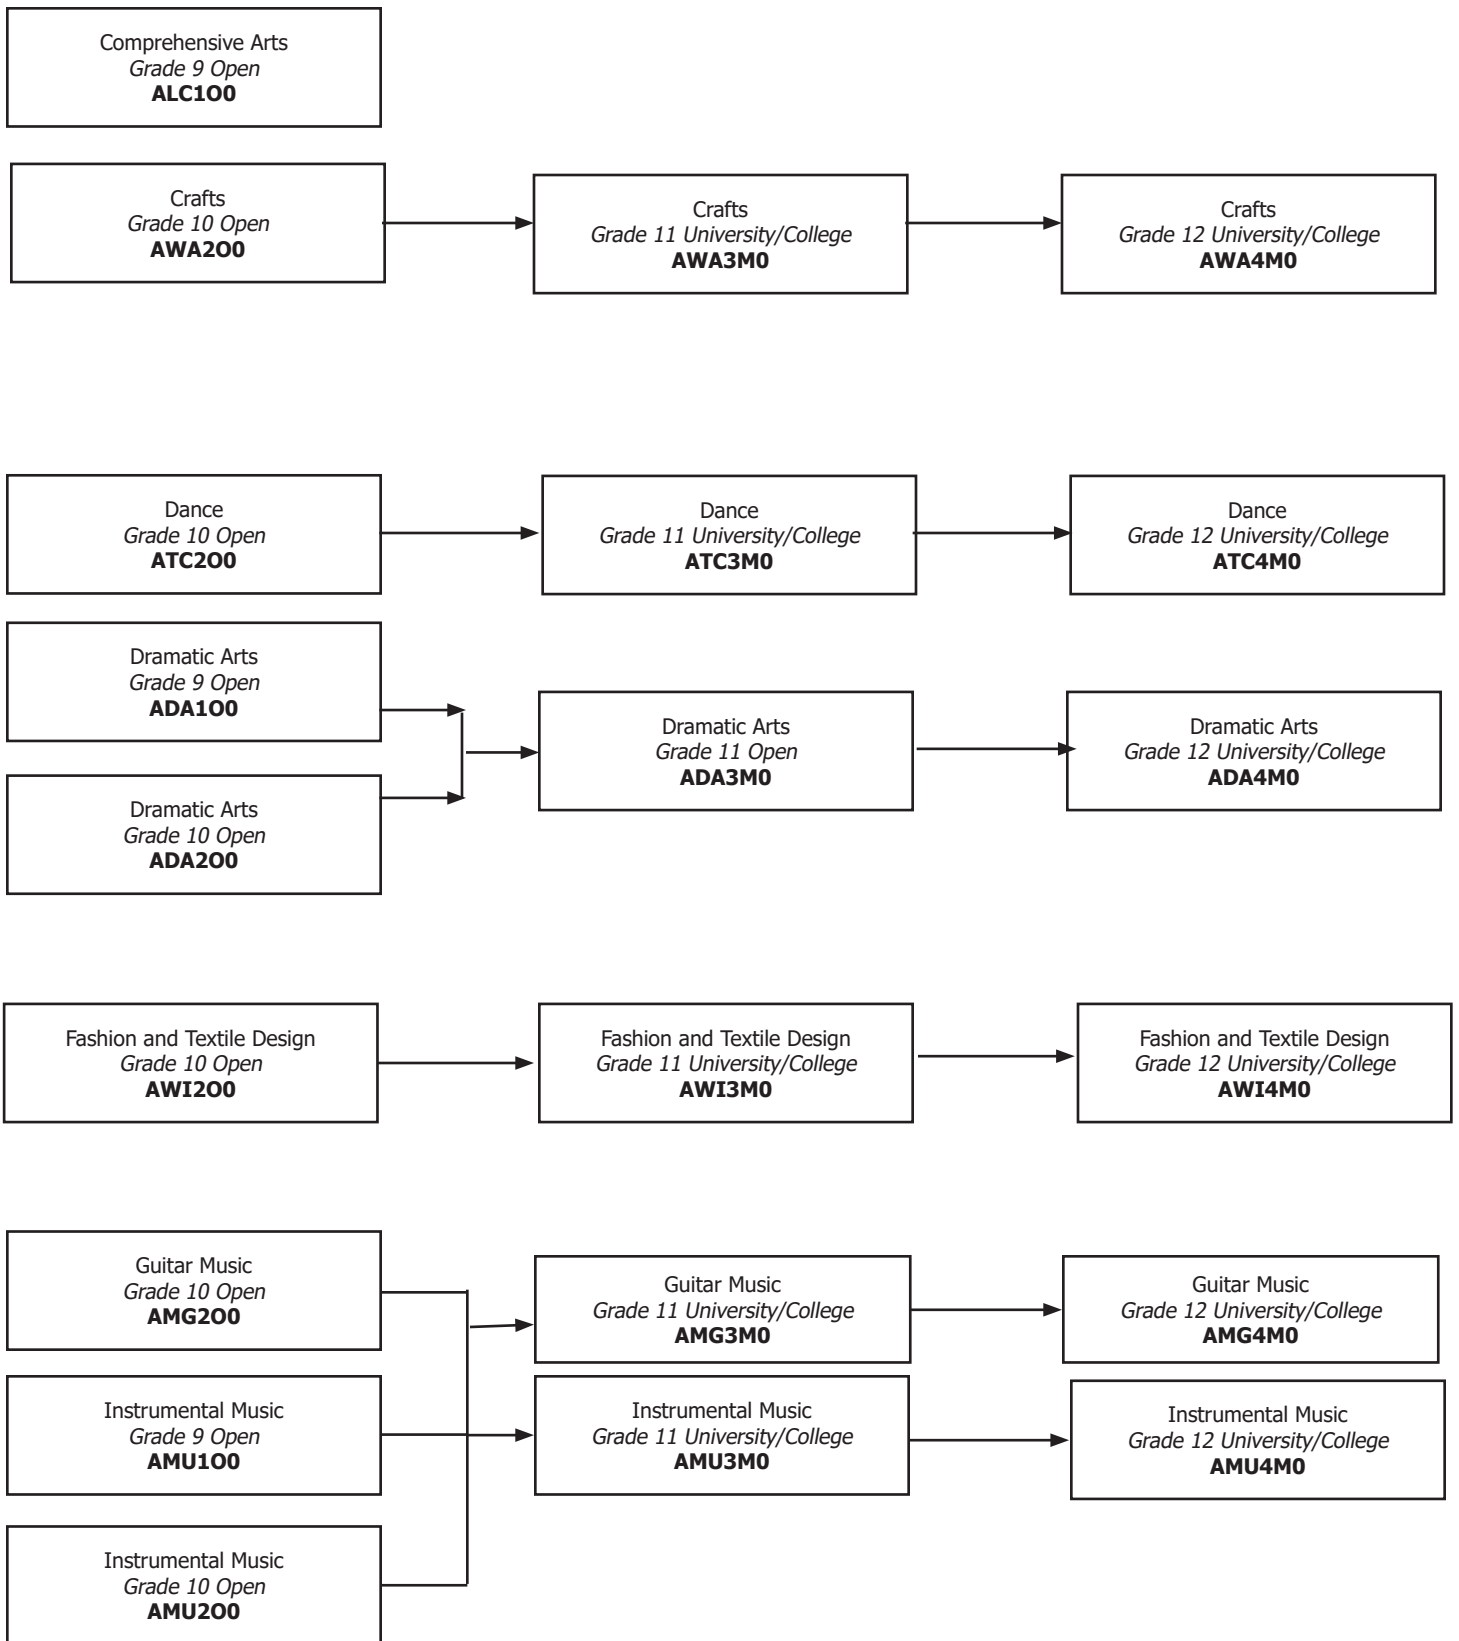 Comprehensive Arts
Grade 9 Open
ALC1O0
Crafts
Grade 10 Open
AWA2O0
Crafts
Grade 11 University/College
AWA3M0
Crafts
Grade 12 University/College
AWA4M0
Dance
Grade 10 Open
ATC2O0
Dance
Grade 11 University/College
ATC3M0
Dance
Grade 12 University/College
ATC4M0
Dramatic Arts
Grade 9 Open
ADA1O0
Dramatic Arts
Grade 10 Open
ADA2O0
Dramatic Arts
Grade 11 Open
ADA3M0
Dramatic Arts
Grade 12 University/College
ADA4M0
Fashion and Textile Design
Grade 10 Open
AWI2O0
Fashion and Textile Design
Grade 11 University/College
AWI3M0
Fashion and Textile Design
Grade 12 University/College
AWI4M0
Guitar Music
Grade 10 Open
AMG2O0
Guitar Music
Grade 11 University/College
AMG3M0
Guitar Music
Grade 12 University/College
AMG4M0
Instrumental Music
Grade 9 Open
AMU1O0
Instrumental Music
Grade 11 University/College
AMU3M0
Instrumental Music
Grade 12 University/College
AMU4M0
Instrumental Music
Grade 10 Open
AMU2O0